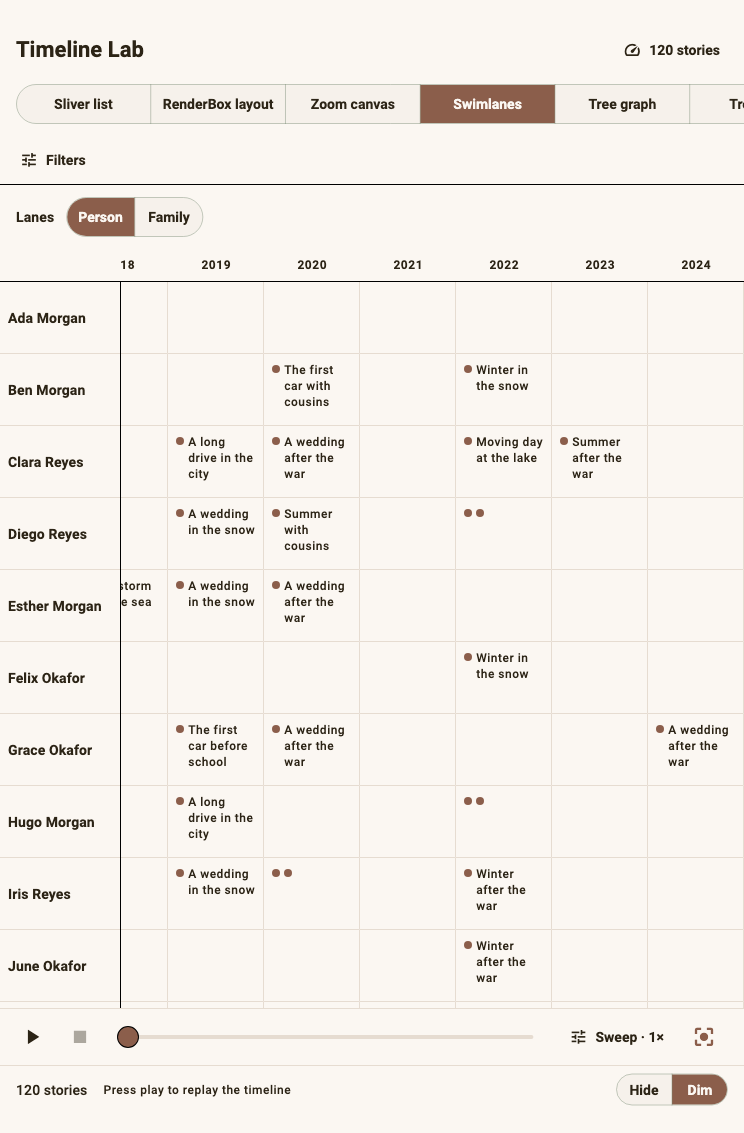 Timeline Lab
120 stories
Sliver list
RenderBox layout
Zoom canvas
Swimlanes
Tree graph
Filters
Lanes
Person
Family
18
2019
2020
2021
2022
2023
2024
Ada Morgan
Ben Morgan
The first
car with
cousins
Winter in
the snow
Clara Reyes
A long
drive in the
city
A wedding
after the
war
Moving day
at the lake
Summer
after the
war
Diego Reyes
A wedding
in the snow
Summer
with
cousins
Esther Morgan
storm
e sea
A wedding
in the snow
A wedding
after the
war
Felix Okafor
Winter in
the snow
Grace Okafor
The first
car before
school
A wedding
after the
war
A wedding
after the
war
Hugo Morgan
A long
drive in the
city
Iris Reyes
A wedding
in the snow
Winter
after the
war
June Okafor
Winter
after the
war
Sweep · 1×
120 stories
Press play to replay the timeline
Hide
Dim